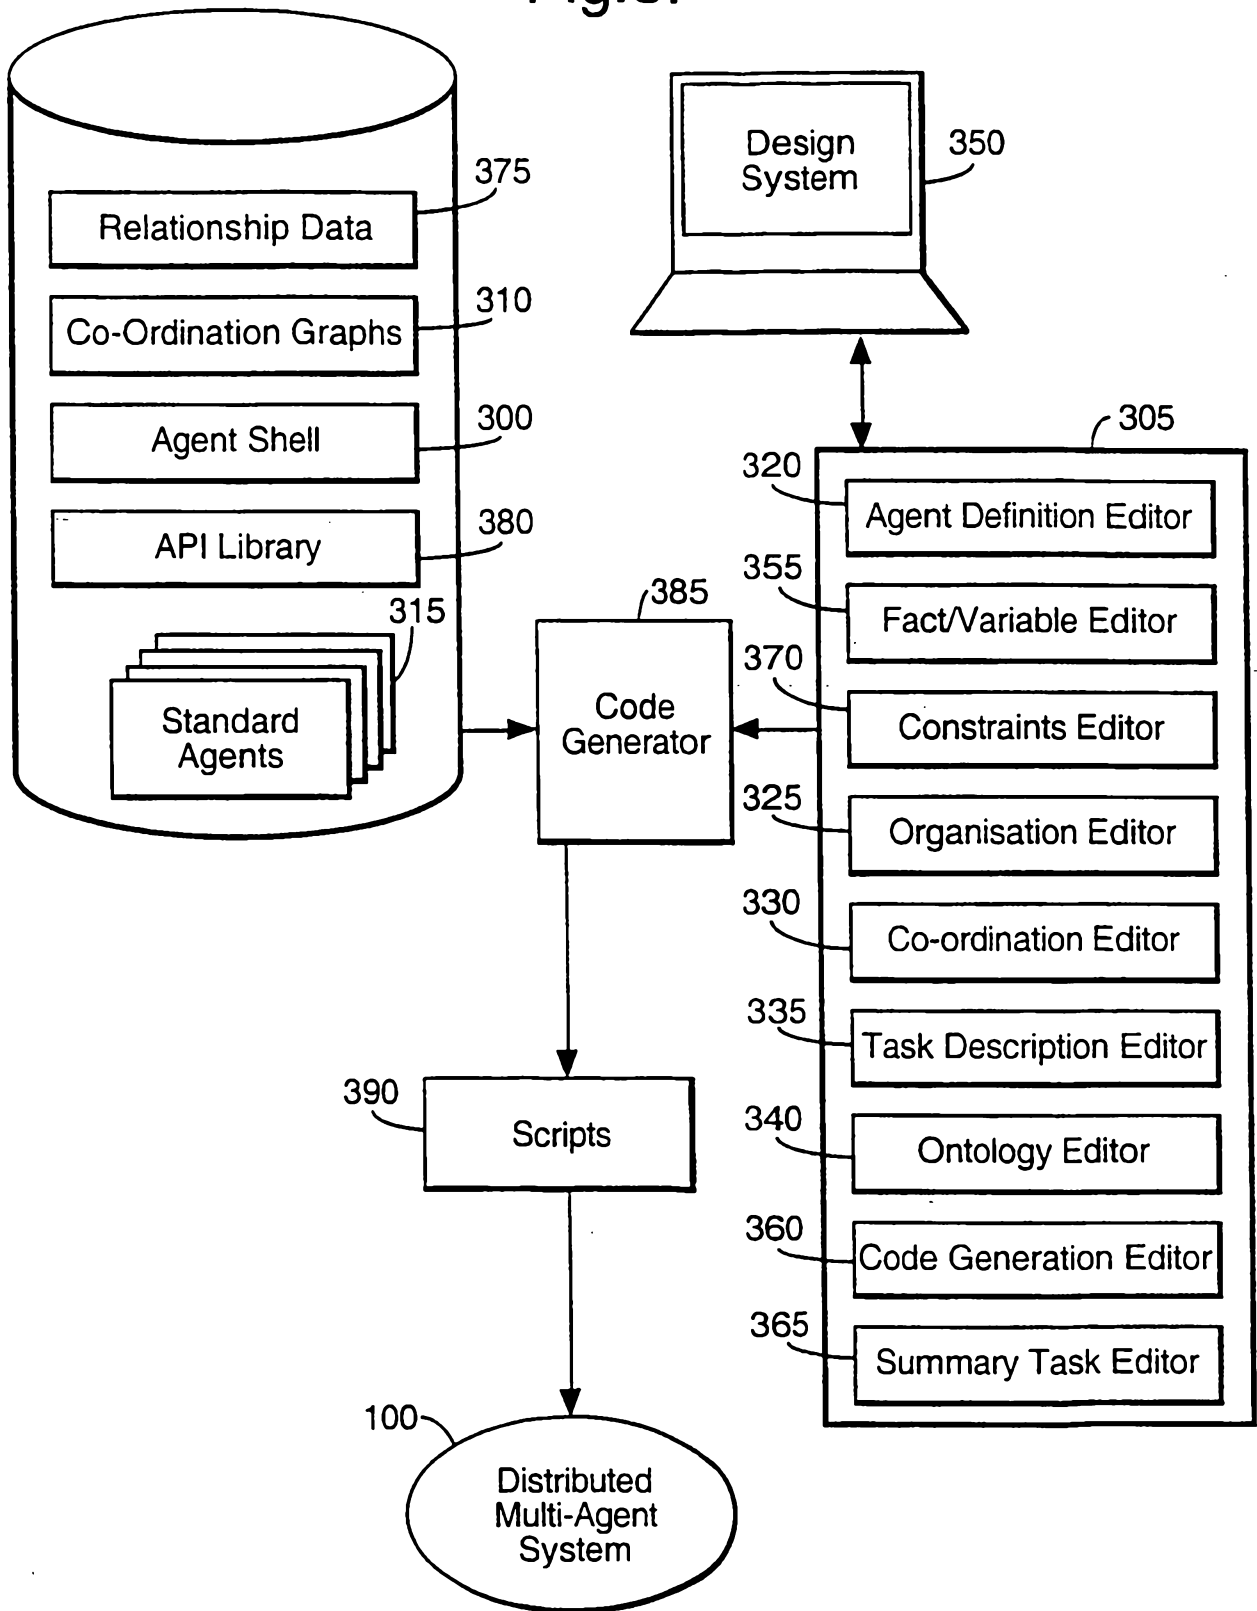 375
Relationship Data
310
Co-Ordination Graphs
300
Agent Shell
380
API Library
315
Standard
Agents
Design
System
350
305
320
Agent Definition Editor
355
Fact/Variable Editor
370
Constraints Editor
325
Organisation Editor
330
Co-ordination Editor
335
Task Description Editor
340
Ontology Editor
360
Code Generation Editor
365
Summary Task Editor
385
Code
Generator
390
Scripts
100
Distributed
Multi-Agent
System